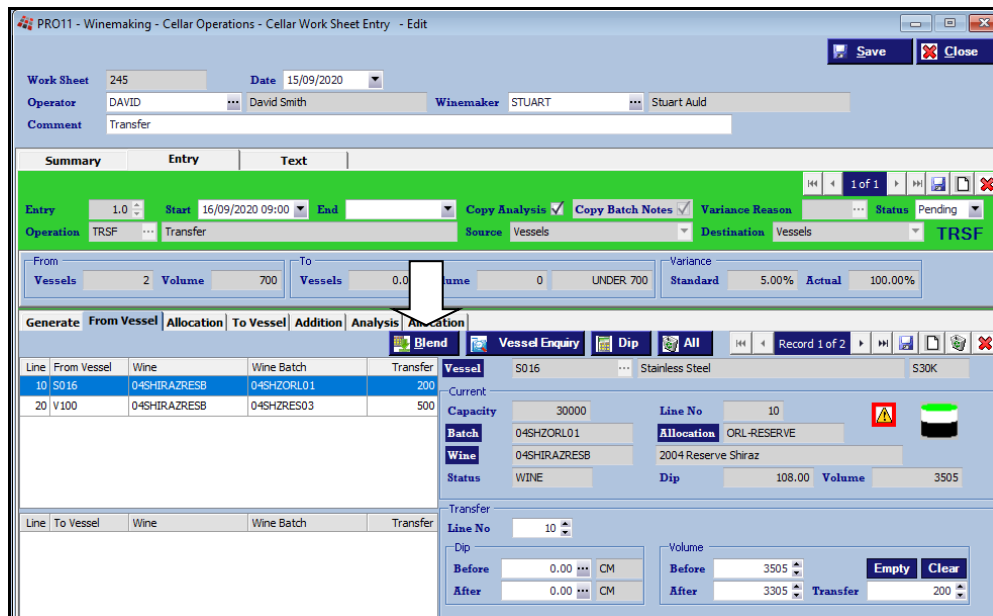 PRO11 - Winemaking - Cellar Operations - Cellar Work Sheet Entry - Edit
Save Close
Work Sheet 245 Date 15/09/2020
Operator DAVID David Smith Winemaker STUART Stuart Auld
Comment Transfer
Summary Entry Text
1 of 1
Entry 1.0 Start 16/09/2020 09:00 End Copy Analysis Copy Batch Notes Variance Reason Status Pending
Operation TRSF Transfer Source Vessels Destination Vessels TRSF
From To Variance
Vessels 2 Volume 700 Vessels 0 UNDER 700 Standard 5.00% Actual 100.00%
Generate From Vessel Allocation To Vessel Addition Analysis
Blend Vessel Enquiry Dip All Record 1 of 2
Line From Vessel Wine Wine Batch Transfer Vessel S016 Stainless Steel S30K
10 S016 04SHIRAZRESB 04SHZORL01 200 Current
20 V100 04SHIRAZRESB 04SHZRES03 500 Capacity 30000 Line No 10
Batch 04SHZORL01 Allocation ORL-RESERVE
Wine 04SHIRAZRESB 2004 Reserve Shiraz
Status WINE Dip 108.00 Volume 3505
Transfer
Line To Vessel Wine Wine Batch Transfer Line No 10
Dip Volume
Before 0.00 CM Before 3505 Empty Clear
After 0.00 CM After 3305 Transfer 200